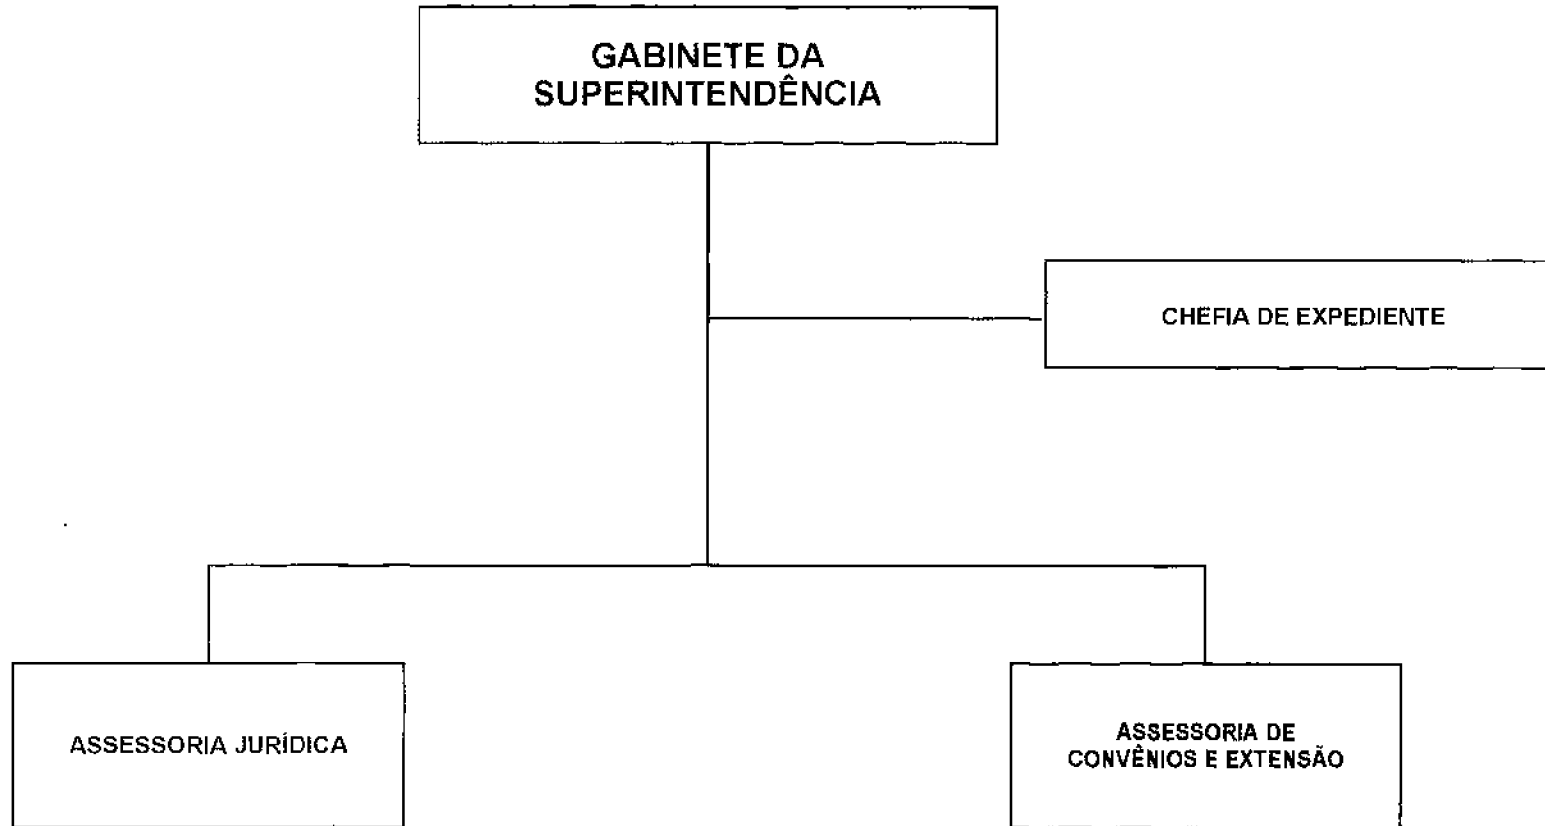 GABINETE DA
SUPERINTENDÊNCIA
CHEFIA DE EXPEDIENTE
ASSESSORIA JURÍDICA
ASSESSORIA DE
CONVÊNIOS E EXTENSÃO